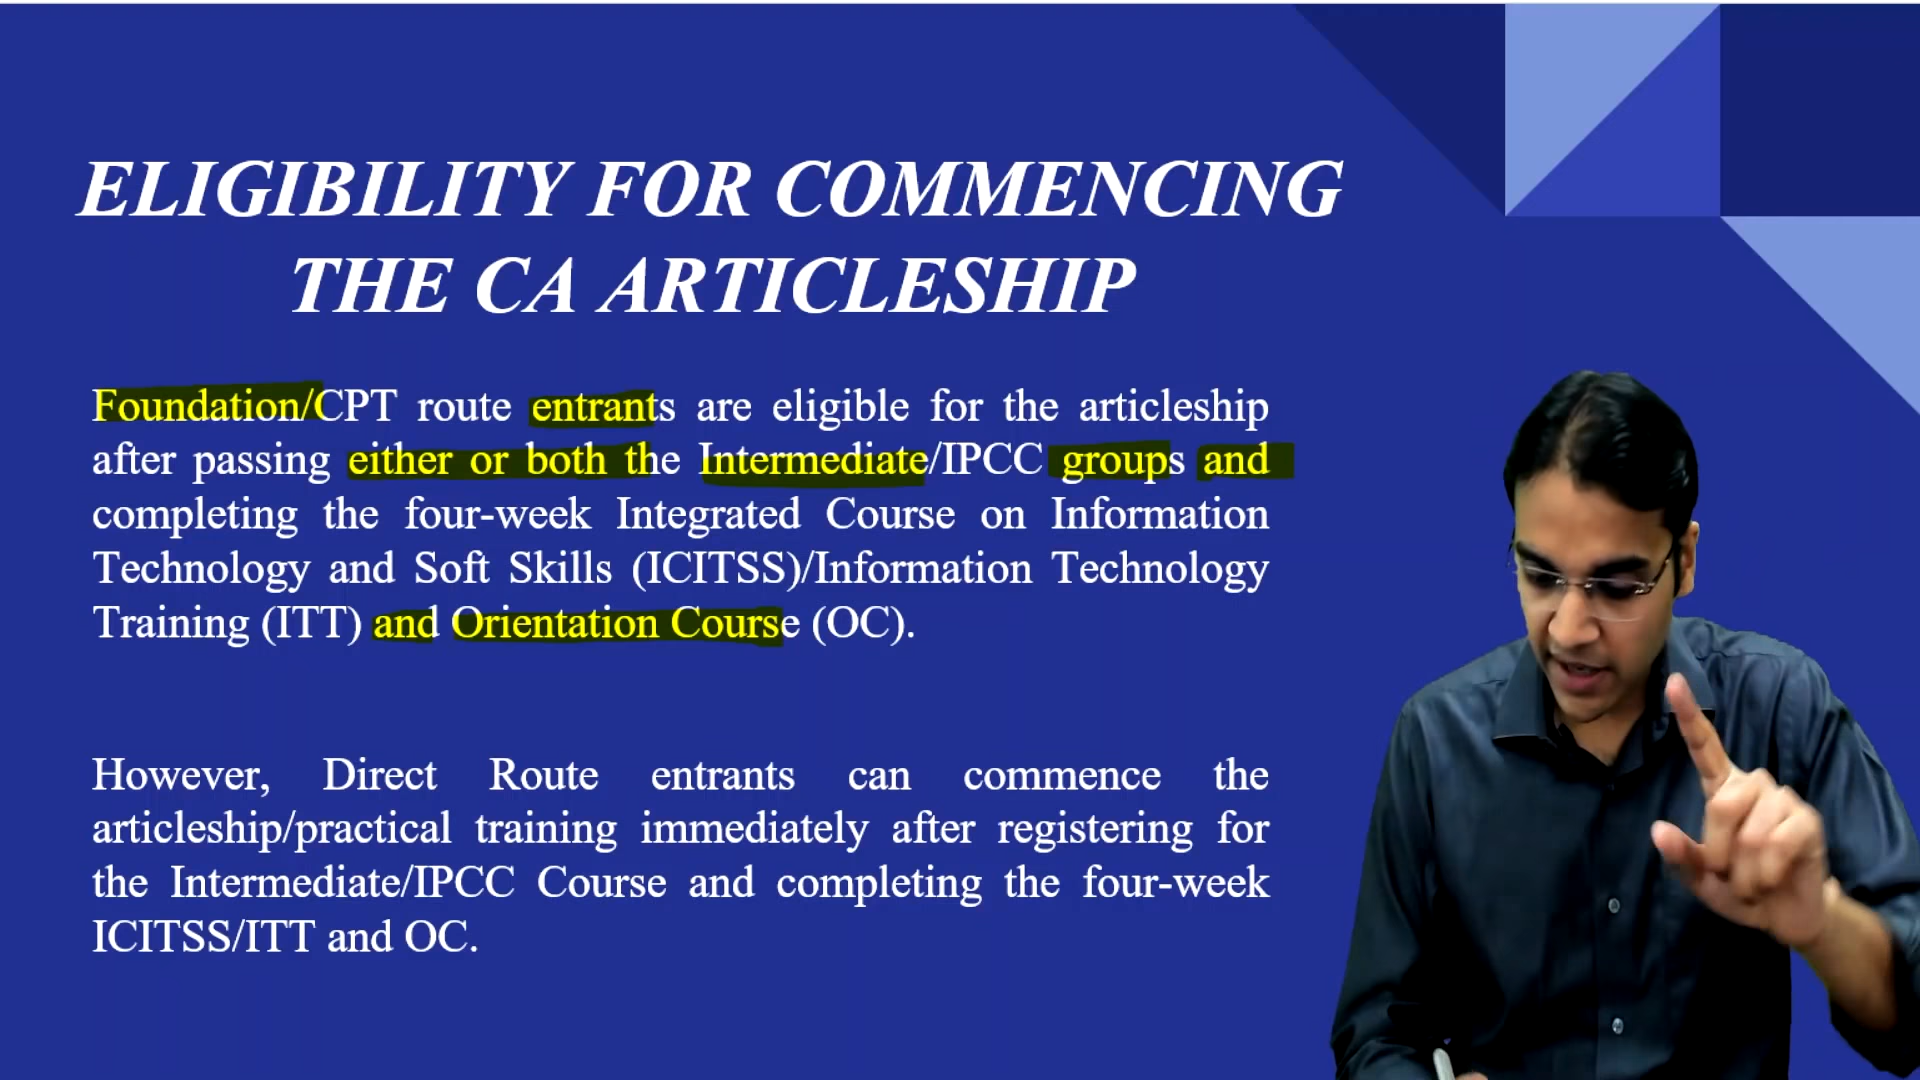 ELIGIBILITY FOR COMMENCING
THE CA ARTICLESHIP
Foundation/CPT route entrants are eligible for the articleship
after passing either or both the Intermediate/IPCC groups and
completing the four-week Integrated Course on Information
Technology and Soft Skills (ICITSS)/Information Technology
Training (ITT) and Orientation Course (OC).
However, Direct Route entrants can commence the
articleship/practical training immediately after registering for
the Intermediate/IPCC Course and completing the four-week
ICITSS/ITT and OC.